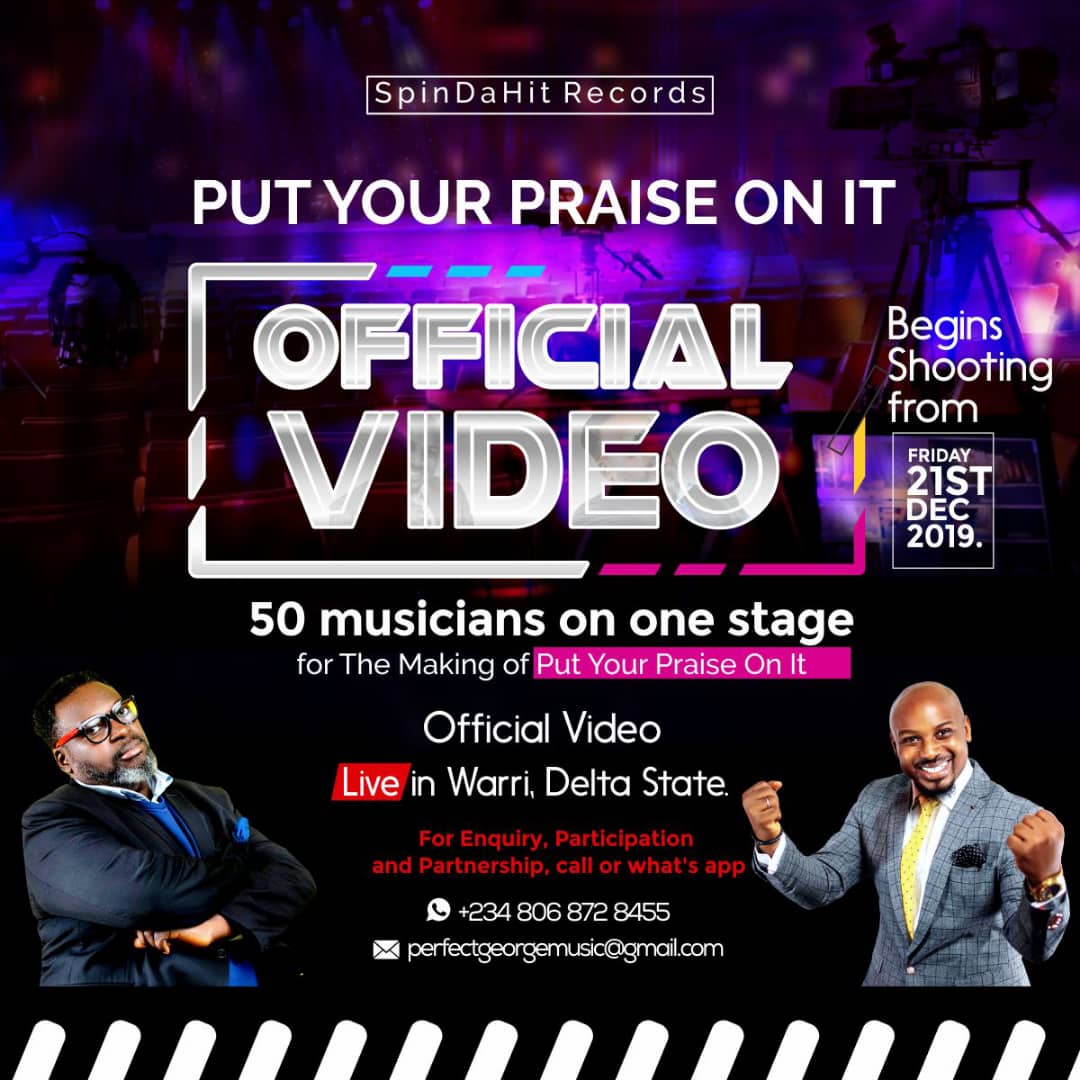 SpinDaHit Records
PUT YOUR PRAISE ON IT
OFFICIAL
VIDEO
Begins
Shooting
from
FRIDAY
21ST
DEC
2019.
50 musicians on one stage
for The Making of Put Your Praise On It
Official Video
Live in Warri, Delta State.
For Enquiry, Participation
and Partnership, call or what's app
+234 806 872 8455
perfectgeorgemusic@gmail.com